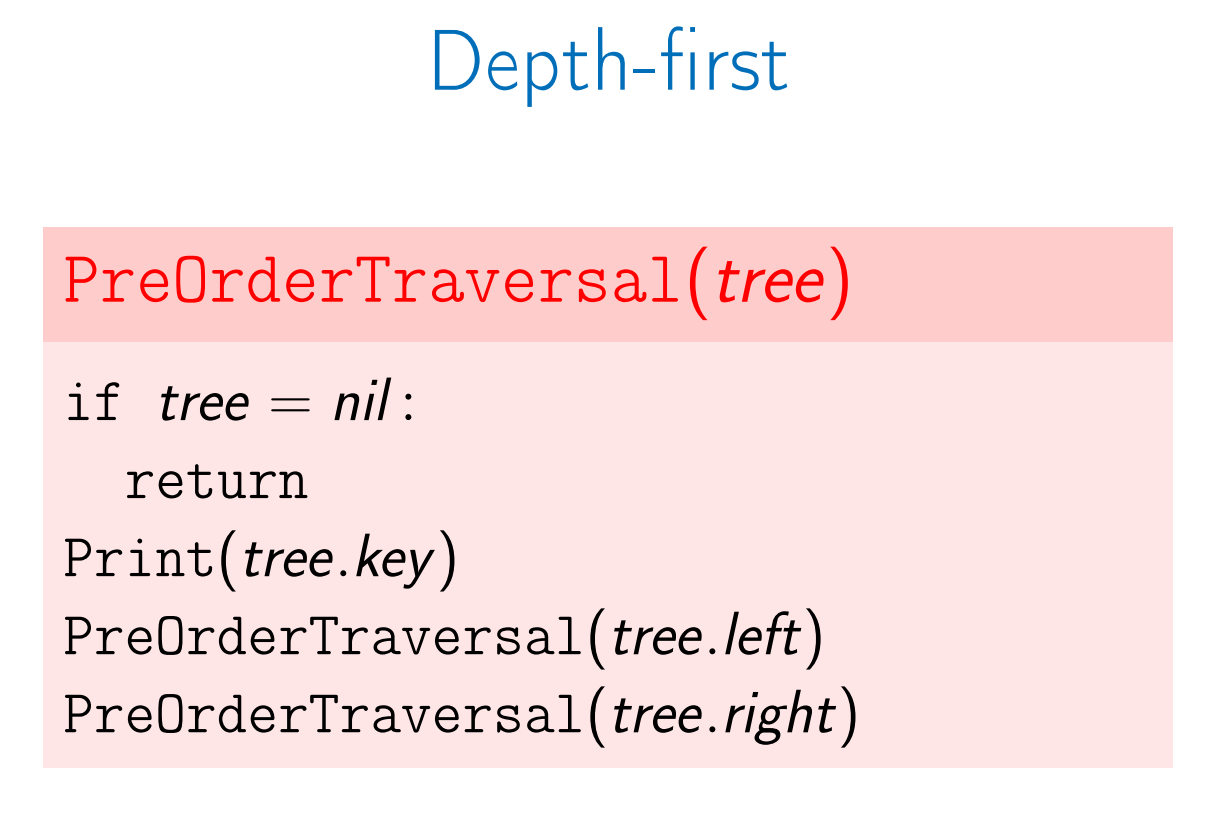 Depth-first
PreOrderTraversal(tree)
if tree = nil:
return
Print(tree.key)
PreOrderTraversal(tree.left)
PreOrderTraversal(tree.right)